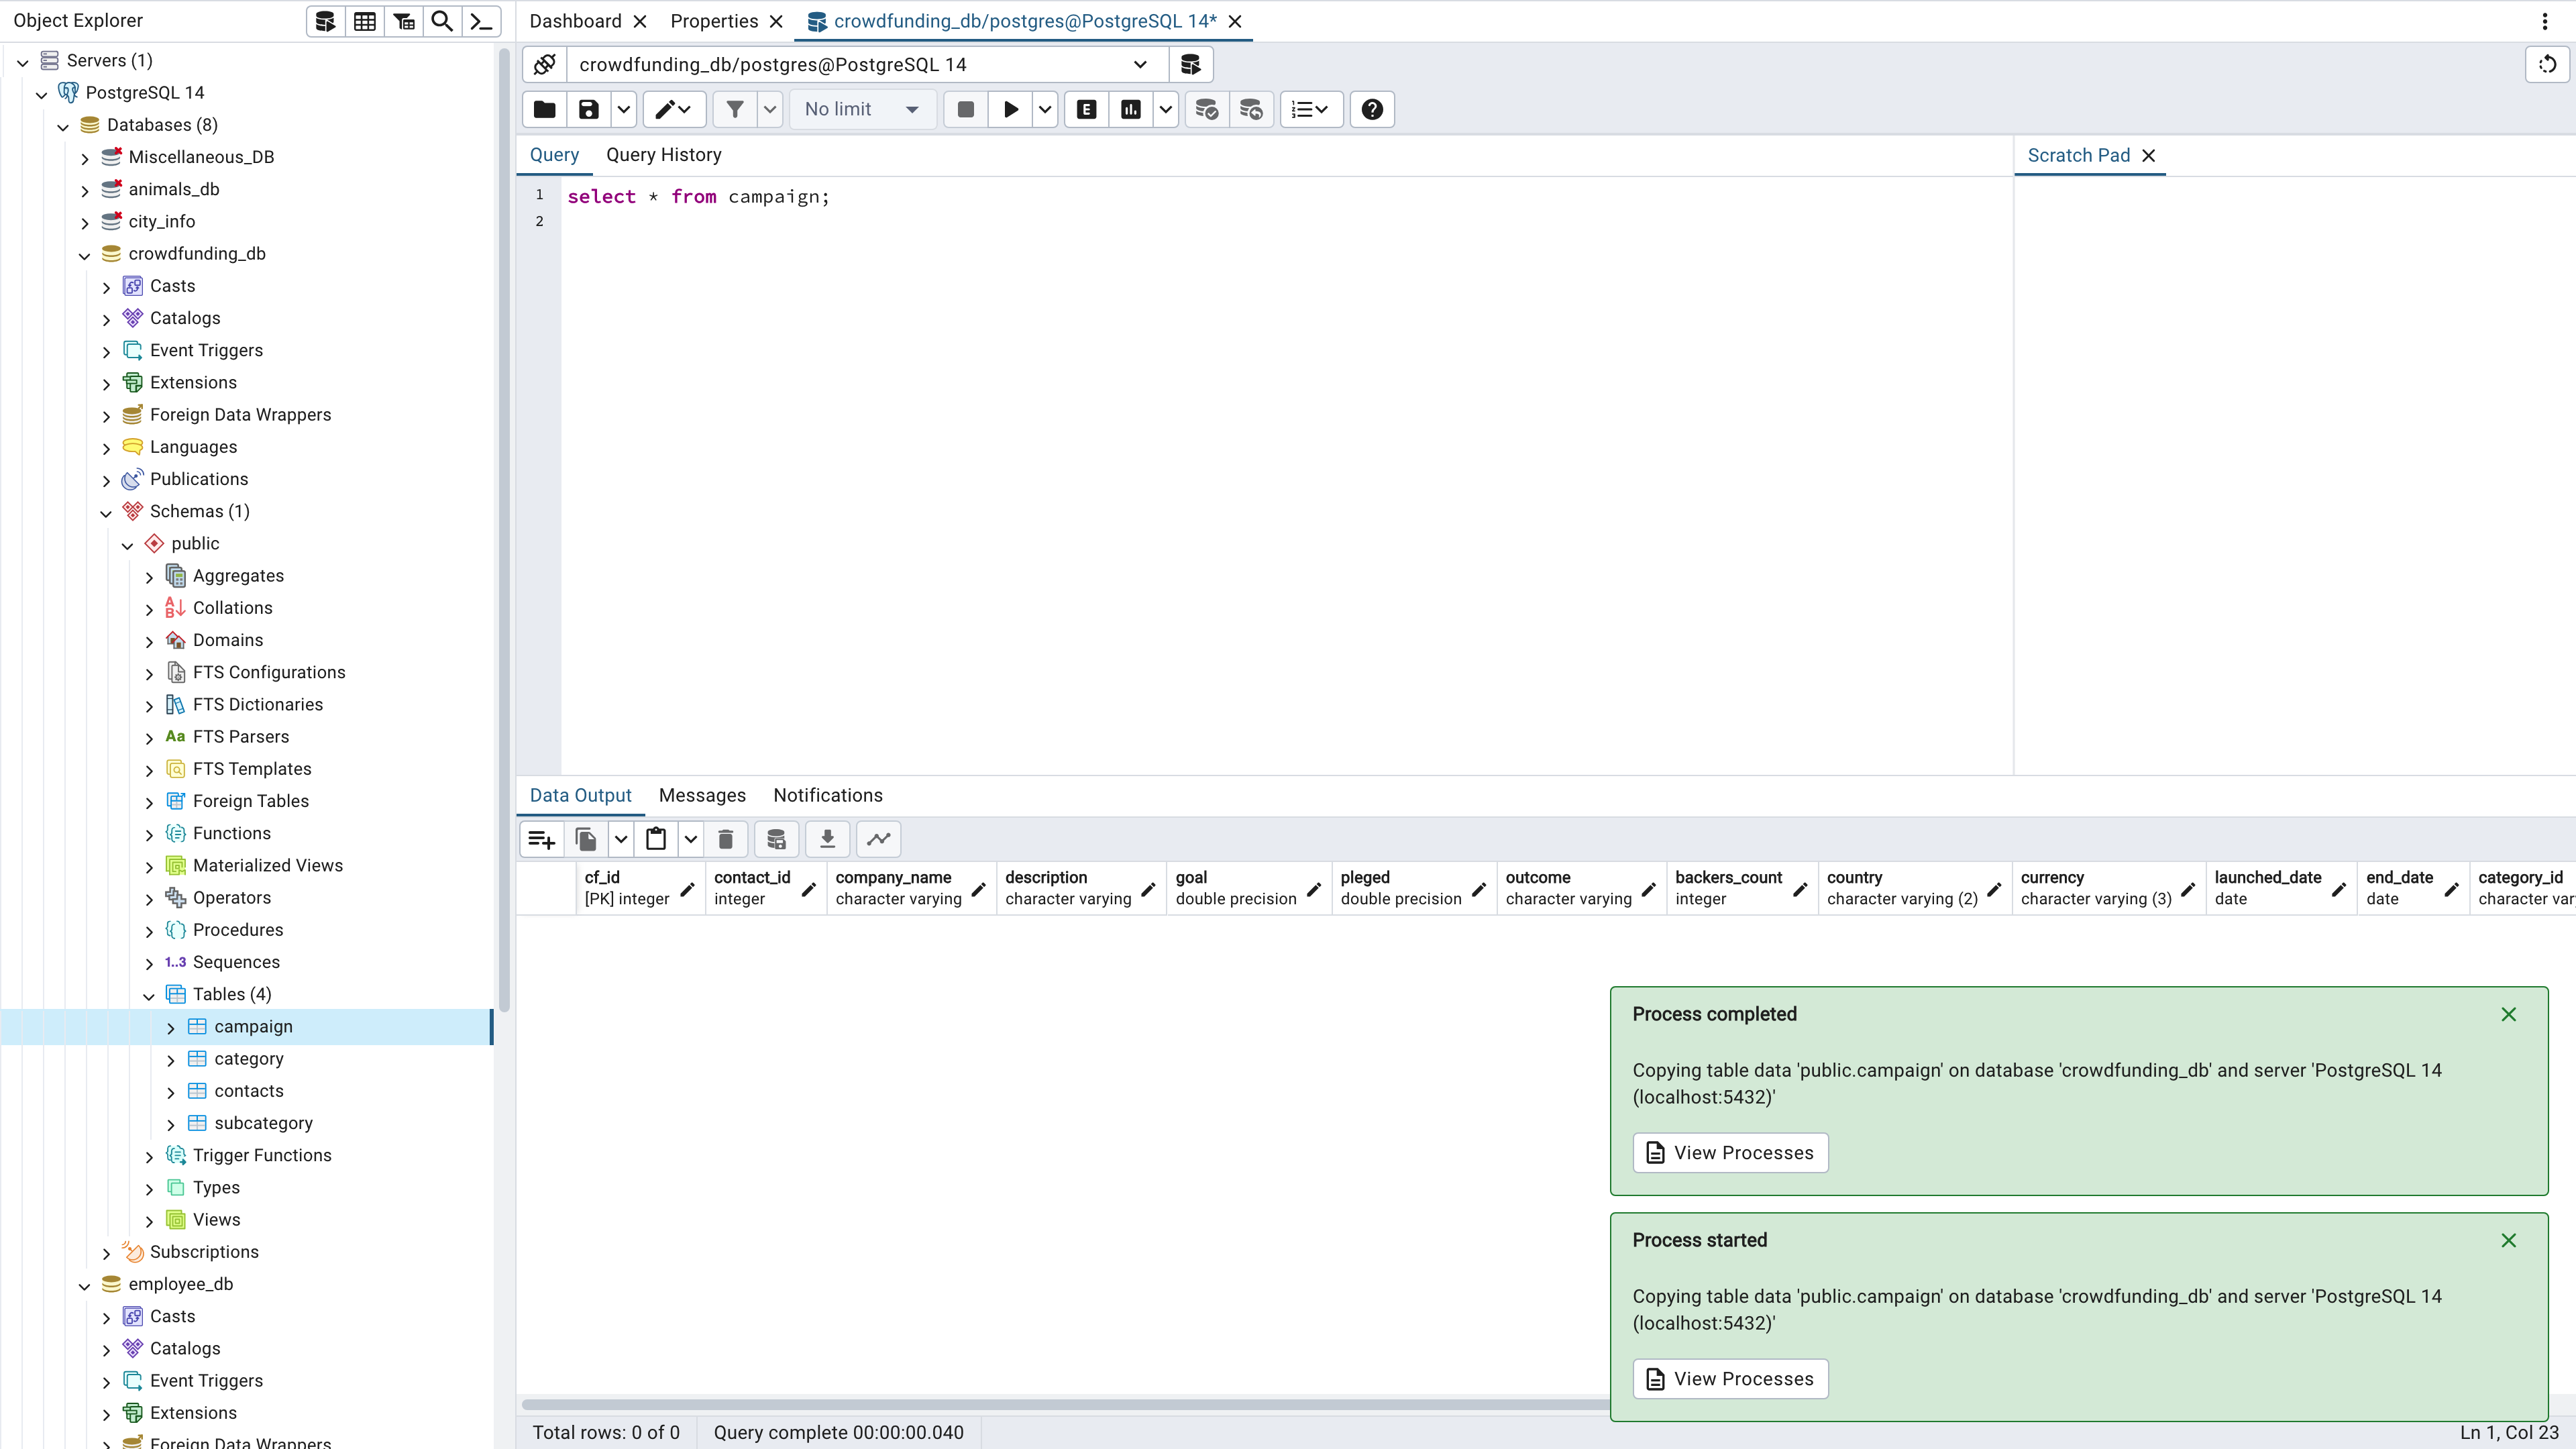 Object Explorer
Servers (1)
PostgreSQL 14
Databases (8)
Miscellaneous_DB
animals_db
city_info
crowdfunding_db
Casts
Catalogs
Event Triggers
Extensions
Foreign Data Wrappers
Languages
Publications
Schemas (1)
public
Aggregates
Collations
Domains
FTS Configurations
FTS Dictionaries
Aa FTS Parsers
FTS Templates
Foreign Tables
Functions
Materialized Views
Operators
Procedures
1..3 Sequences
Tables (4)
campaign
category
contacts
subcategory
Trigger Functions
Types
Views
Subscriptions
employee_db
Casts
Catalogs
Event Triggers
Extensions
Foreign Data Wrappers
Dashboard Properties crowdfunding_db/postgres@PostgreSQL 14*
crowdfunding_db/postgres@PostgreSQL 14
No limit E
Query Query History
Scratch Pad
1 select * from campaign;
2
Data Output Messages Notifications
cf_id contact_id company_name description goal pleged outcome backers_count country currency launched_date end_date category_id
[PK] integer integer character varying character varying double precision double precision character varying integer character varying (2) character varying (3) date date character var
Process completed
Copying table data 'public.campaign' on database 'crowdfunding_db' and server 'PostgreSQL 14
(localhost:5432)'
View Processes
Process started
Copying table data 'public.campaign' on database 'crowdfunding_db' and server 'PostgreSQL 14
(localhost:5432)'
View Processes
Total rows: 0 of 0 Query complete 00:00:00.040 Ln 1, Col 23